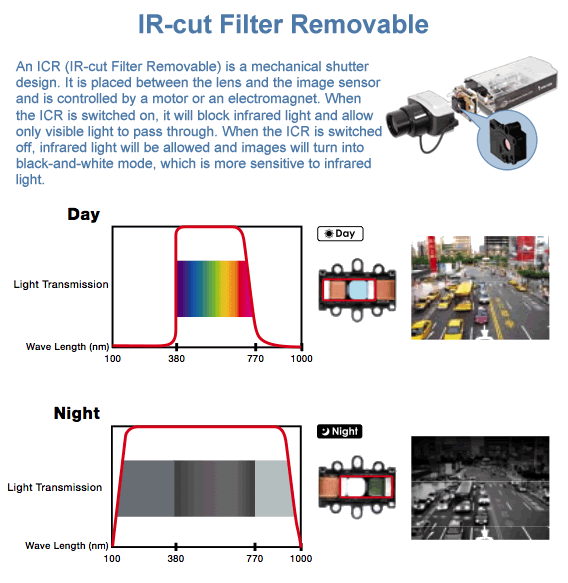 IR-cut Filter Removable
An ICR (IR-cut Filter Removable) is a mechanical shutter
design. It is placed between the lens and the image sensor
and is controlled by a motor or an electromagnet. When
the ICR is switched on, it will block infrared light and allow
only visible light to pass through. When the ICR is switched
off, infrared light will be allowed and images will turn into
black-and-white mode, which is more sensitive to infrared
light.
Day
Day
Light Transmission
Wave Length (nm)
100 380 770 1000
Night
Night
Light Transmission
Wave Length (nm)
100 380 770 1000